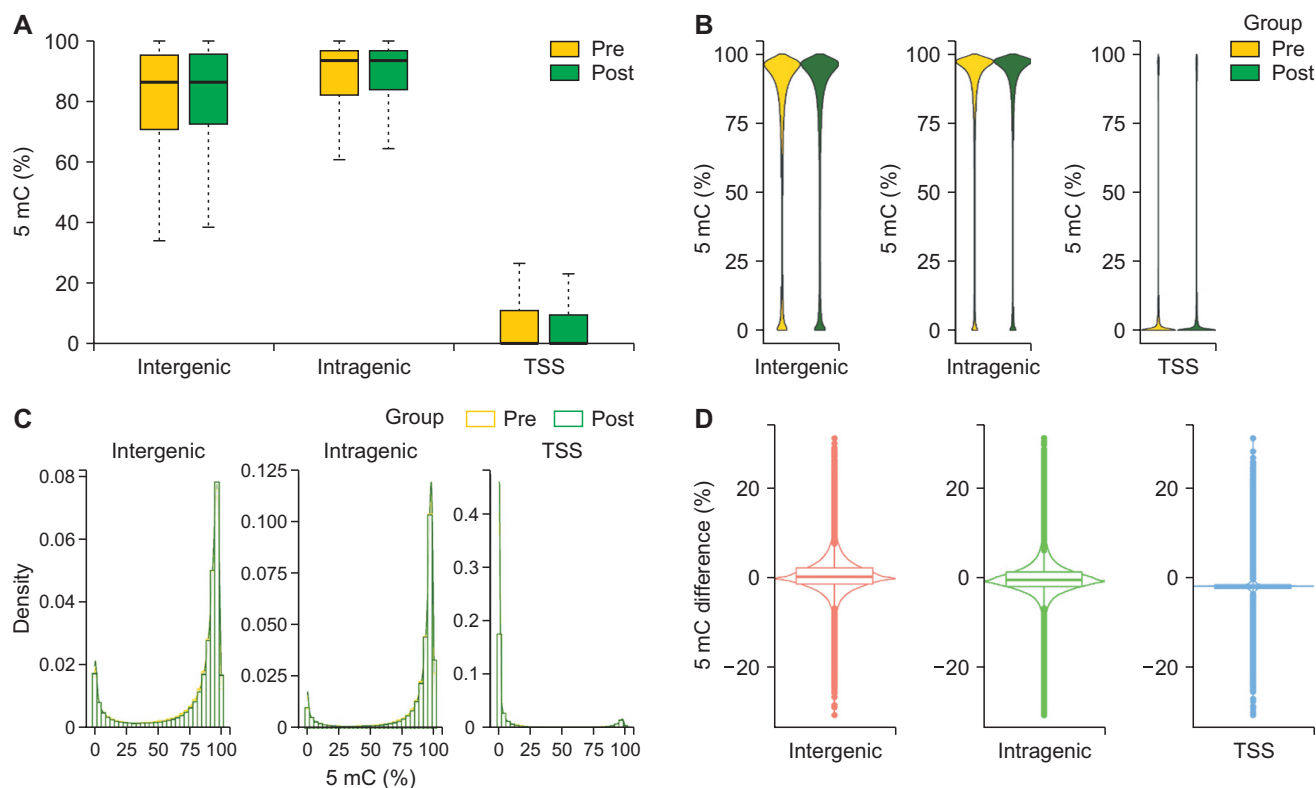 A
100
80
60
40
20
0
5 mC (%)
Pre
Post
Intergenic
Intragenic
TSS
B
Group
Pre
Post
100
75
50
25
0
5 mC (%)
Intergenic
100
75
50
25
0
5 mC (%)
Intragenic
100
75
50
25
0
5 mC (%)
TSS
C
Group Pre Post
Intergenic
Intragenic
TSS
Density
0.08
0.06
0.04
0.02
0
0 25 50 75 100
0.125
0.100
0.075
0.050
0.025
0
0 25 50 75 100
0.4
0.3
0.2
0.1
0
0 25 50 75 100
5 mC (%)
D
5 mC difference (%)
20
0
−20
Intergenic
20
0
−20
Intragenic
20
0
−20
TSS